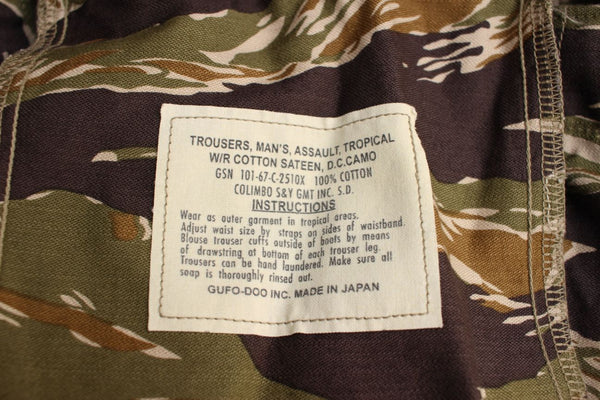 TROUSERS, MAN'S, ASSAULT, TROPICAL
W/R COTTON SATEEN, D.C.CAMO
GSN 101-67-C-2510X 100% COTTON
COLIMBO S&Y GMT INC. S.D.
INSTRUCTIONS
Wear as outer garment in tropical areas.
Adjust waist size by straps on sides of waistband.
Blouse trouser cuffs outside of boots by means
of drawstring at bottom of each trouser leg.
Trousers can be hand laundered. Make sure all
soap is thoroughly rinsed out.
GUFO-DOO INC. MADE IN JAPAN